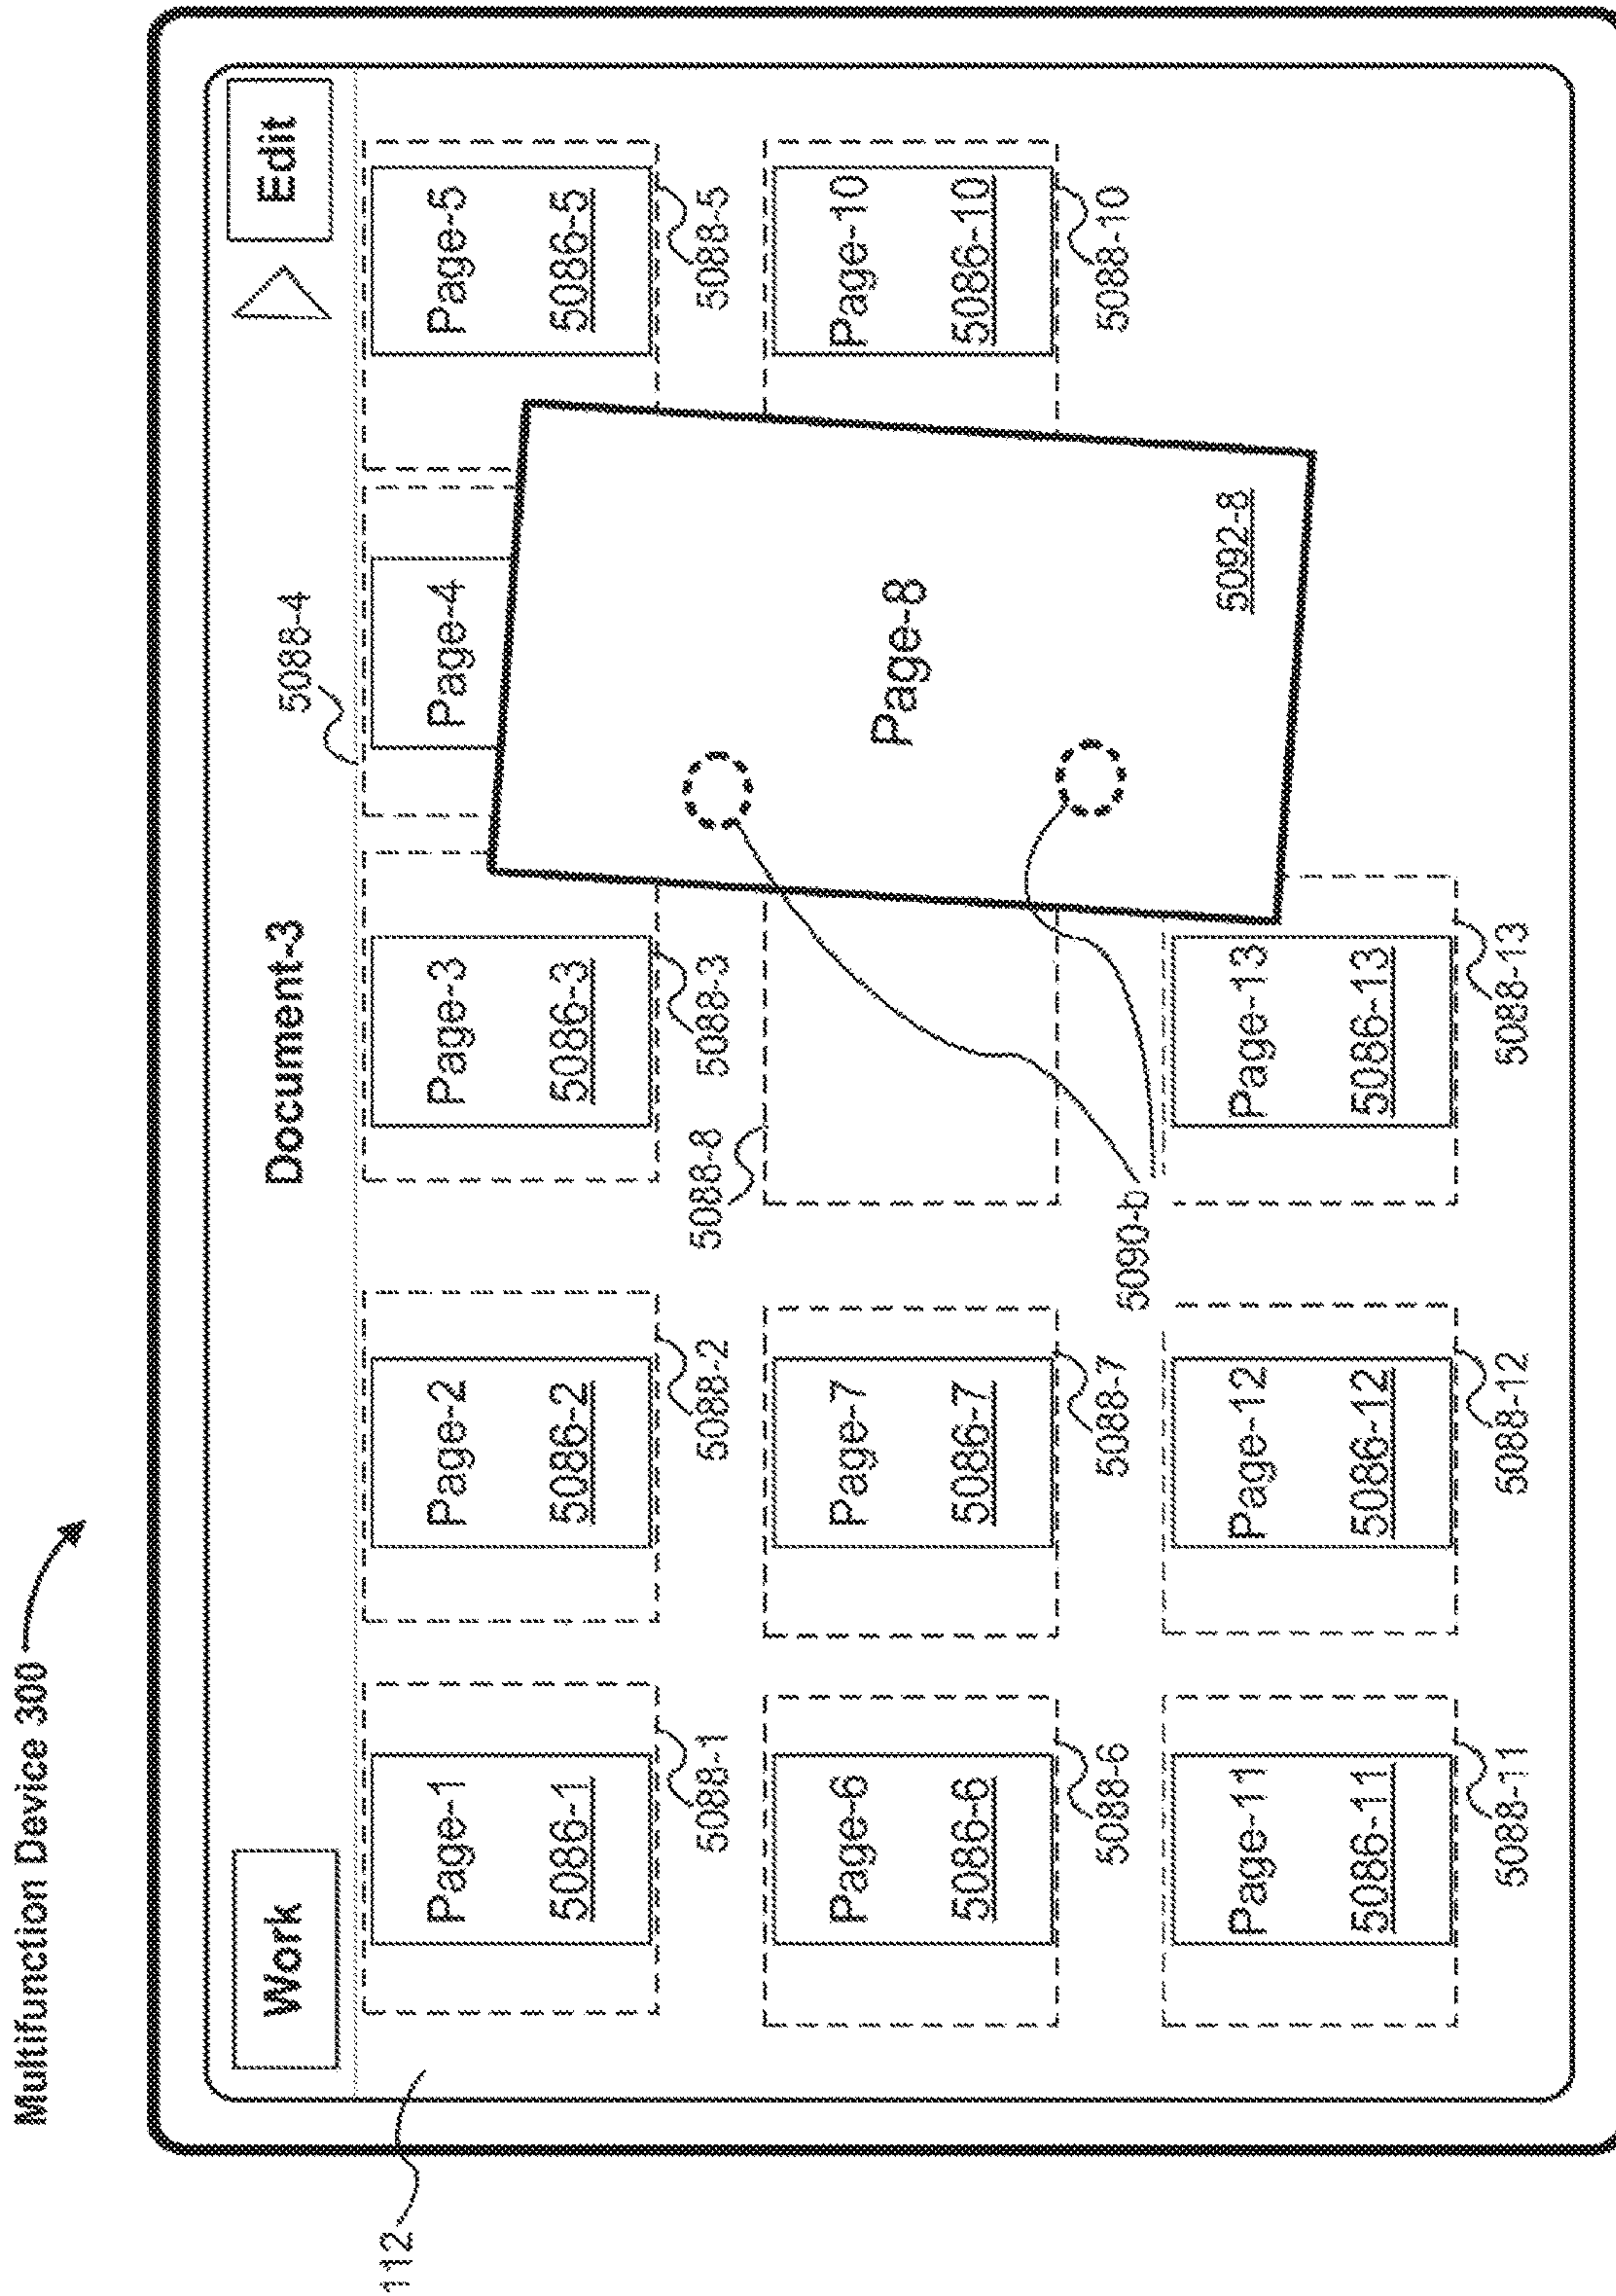 Multifunction Device 300
112
Work
Document-3
Edit
5088-4
Page-1
Page-2
Page-3
Page-4
Page-5
5086-1
5086-2
5086-3
5086-5
5088-1
5088-2
5088-8
5088-3
5088-5
Page-6
Page-7
Page-8
Page-10
5086-6
5086-7
5086-10
5088-6
5088-7
5090-b
5088-10
5092-8
Page-11
Page-12
Page-13
5086-11
5086-12
5086-13
5088-11
5088-12
5088-13